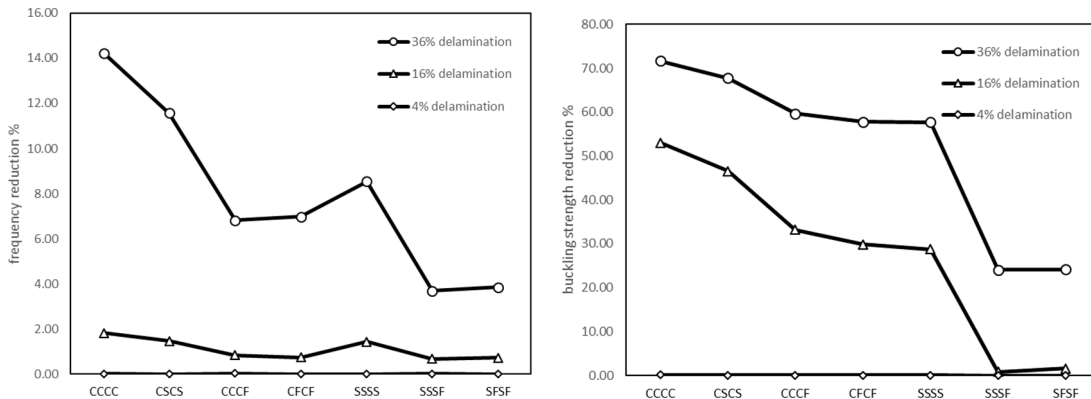 16.00
14.00
12.00
10.00
8.00
6.00
4.00
2.00
0.00
frequency reduction %
36% delamination
16% delamination
4% delamination
CCCC CSCS CCCF CFCF SSSS SSSF SFSF
80.00
70.00
60.00
50.00
40.00
30.00
20.00
10.00
0.00
buckling strength reduction %
36% delamination
16% delamination
4% delamination
CCCC CSCS CCCF CFCF SSSS SSSF SFSF